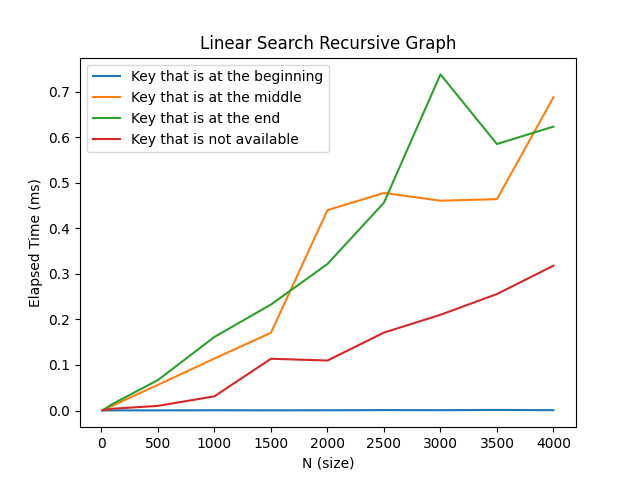 Linear Search Recursive Graph
Key that is at the beginning
Key that is at the middle
Key that is at the end
Key that is not available
Elapsed Time (ms)
0.7
0.6
0.5
0.4
0.3
0.2
0.1
0.0
0 500 1000 1500 2000 2500 3000 3500 4000
N (size)